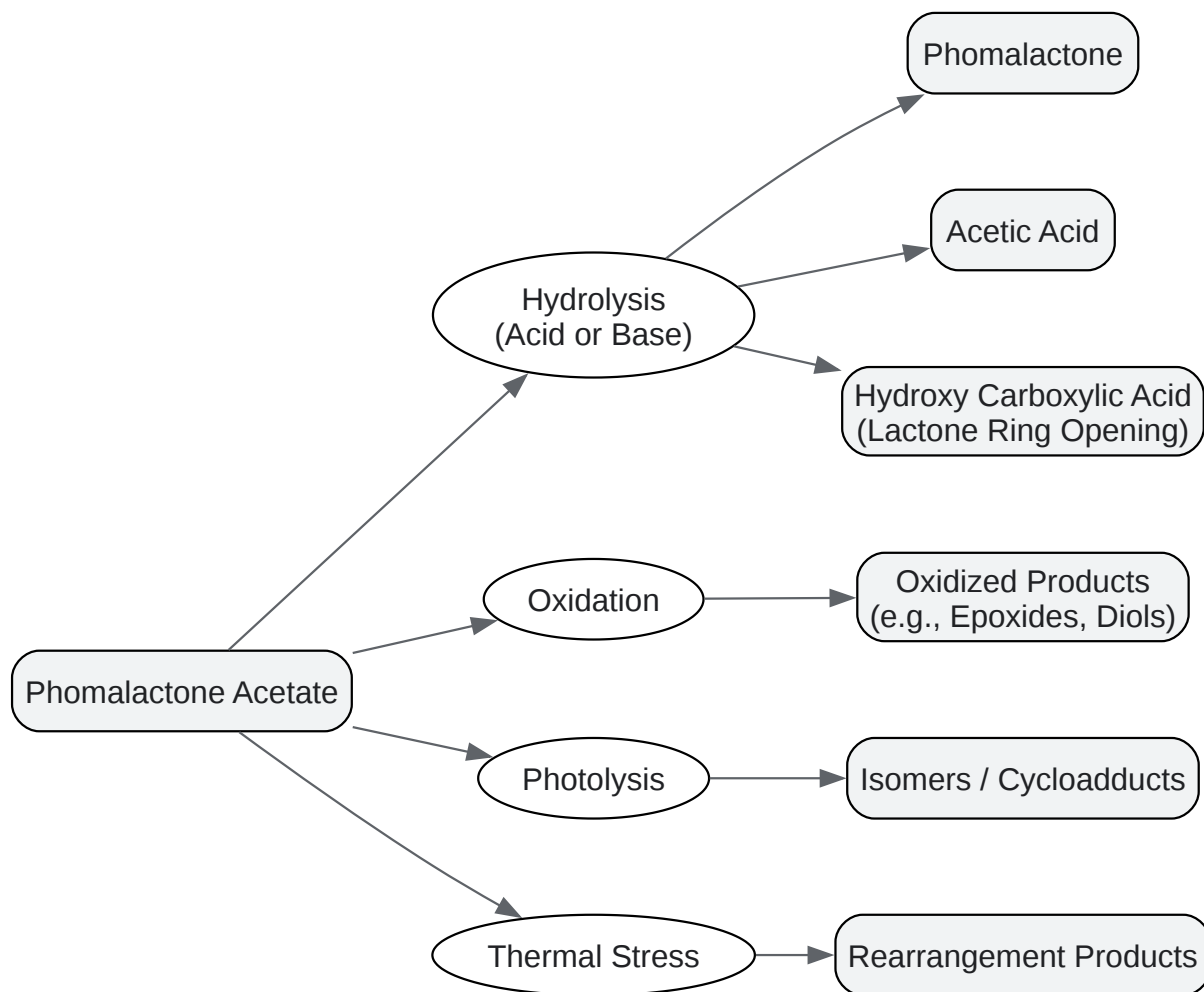 Phomalactone
Acetic Acid
Hydrolysis
(Acid or Base)
Hydroxy Carboxylic Acid
(Lactone Ring Opening)
Oxidized Products
(e.g., Epoxides, Diols)
Oxidation
Phomalactone Acetate
Photolysis
Isomers / Cycloadducts
Thermal Stress
Rearrangement Products